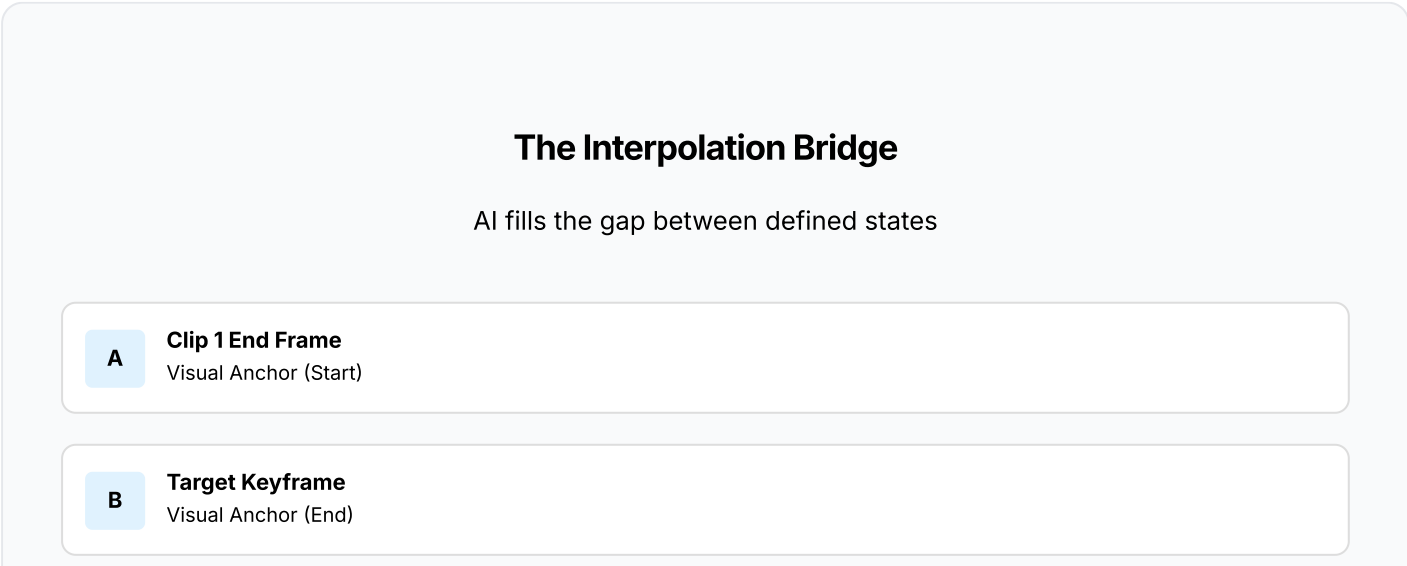 The Interpolation Bridge
AI fills the gap between defined states
A
Clip 1 End Frame
Visual Anchor (Start)
B
Target Keyframe
Visual Anchor (End)